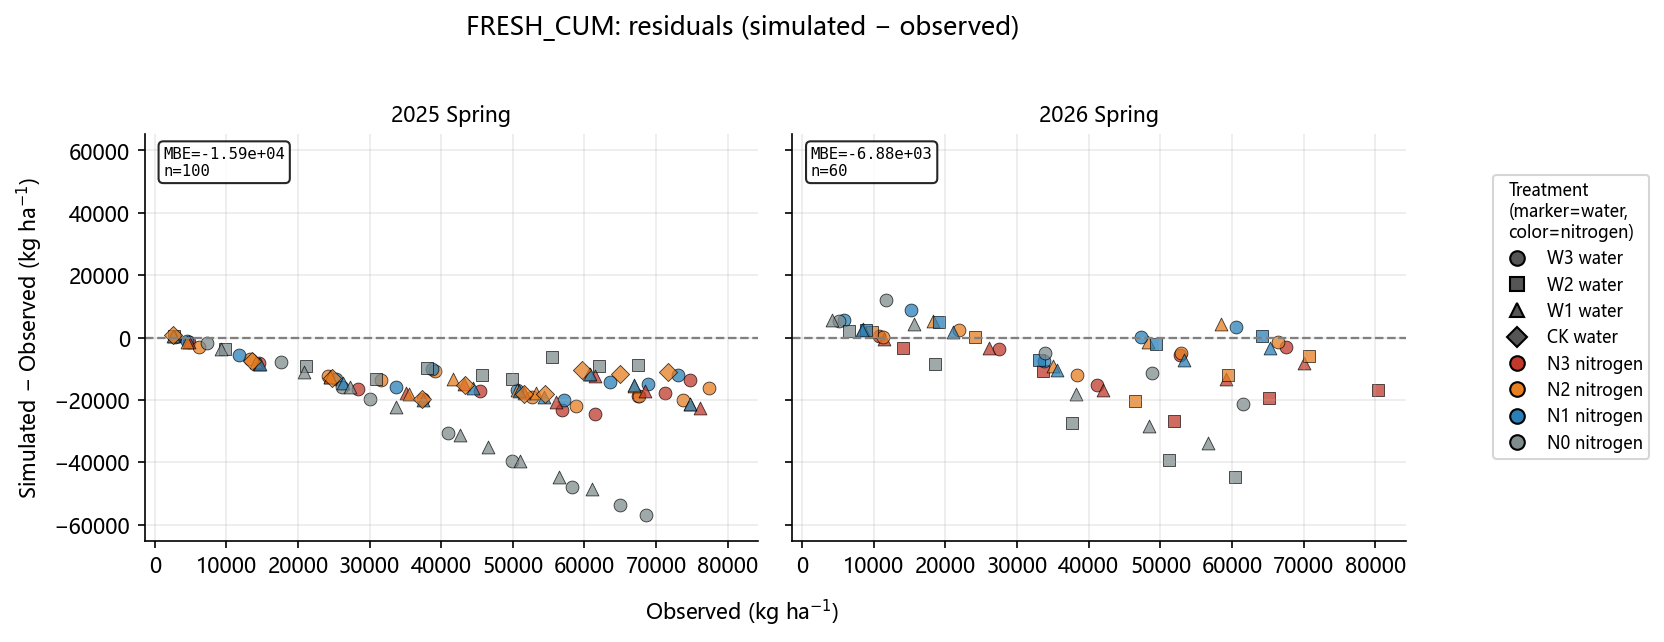 FRESH_CUM: residuals (simulated − observed)
2025 Spring
2026 Spring
MBE=-1.59e+04
n=100
MBE=-6.88e+03
n=60
60000
40000
20000
0
−20000
−40000
−60000
Simulated − Observed (kg ha⁻¹)
0 10000 20000 30000 40000 50000 60000 70000 80000
0 10000 20000 30000 40000 50000 60000 70000 80000
Observed (kg ha⁻¹)
Treatment
(marker=water,
color=nitrogen)
W3 water
W2 water
W1 water
CK water
N3 nitrogen
N2 nitrogen
N1 nitrogen
N0 nitrogen